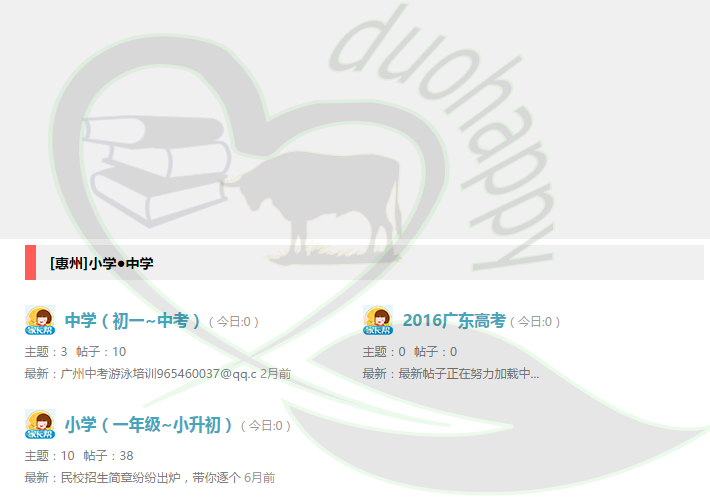 duohappy
[惠州]小学●中学
中学（初一~中考）（今日:0）
主题：3 帖子：10
最新：广州中考游泳培训965460037@qq.c 2月前
2016广东高考（今日:0）
主题：0 帖子：0
最新：最新帖子正在努力加载中...
小学（一年级~小升初）（今日:0）
主题：10 帖子：38
最新：民校招生简章纷纷出炉，带你逐个 6月前
家长帮
家长帮
家长帮